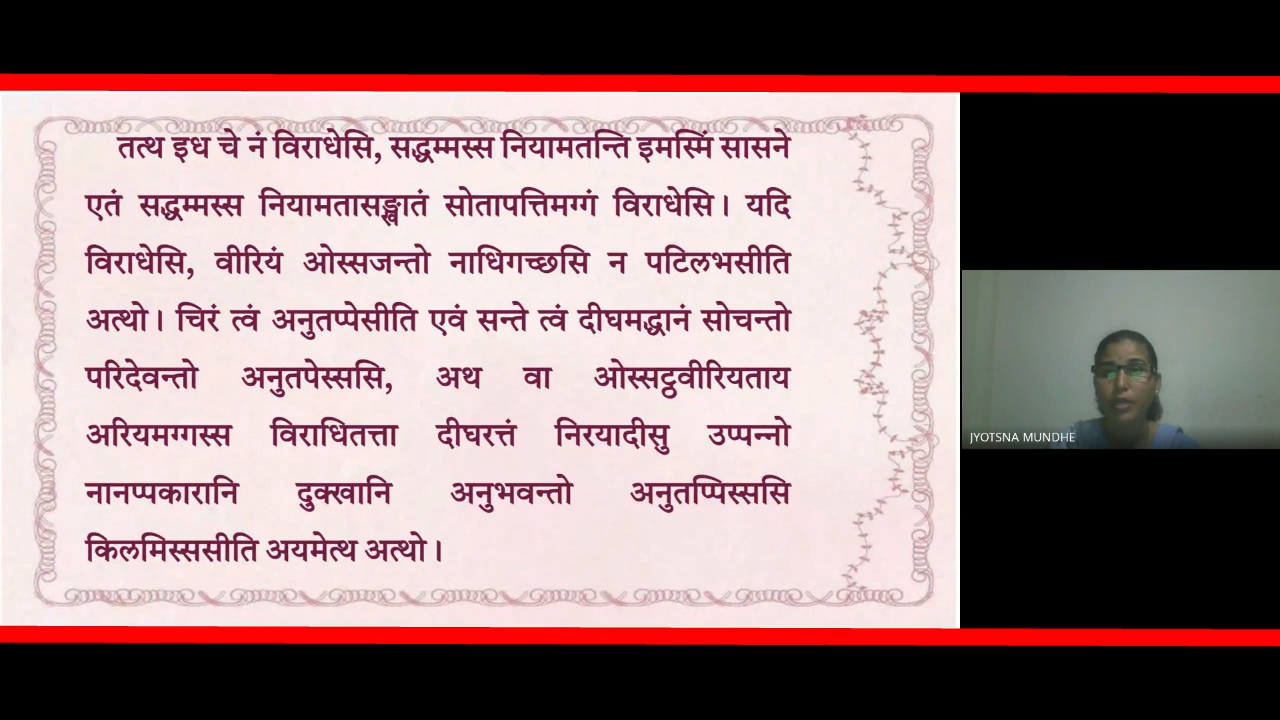 तत्थ इध चे नं विराधेसि, सद्धम्मस्स नियामतन्ति इमस्मिं सासने
एतं सद्धम्मस्स नियामतासङ्खातं सोतापत्तिमग्गं विराधेसि। यदि
विराधेसि, वीरियं ओस्सजन्तो नाधिगच्छसि न पटिलभसीति
अत्थो। चिरं त्वं अनुतप्पेसीति एवं सन्ते त्वं दीघमद्धानं सोचन्तो
परिदेवन्तो अनुतपेस्ससि, अथ वा ओस्सट्ठवीरियताय
अरियमग्गस्स विराधितत्ता दीघरत्तं निरयादीसु उप्पन्नो
नानप्पकारानि दुक्खानि अनुभवन्तो अनुतप्पिस्ससि
किलमिस्ससीति अयमेत्थ अत्थो।
JYOTSNA MUNDHE